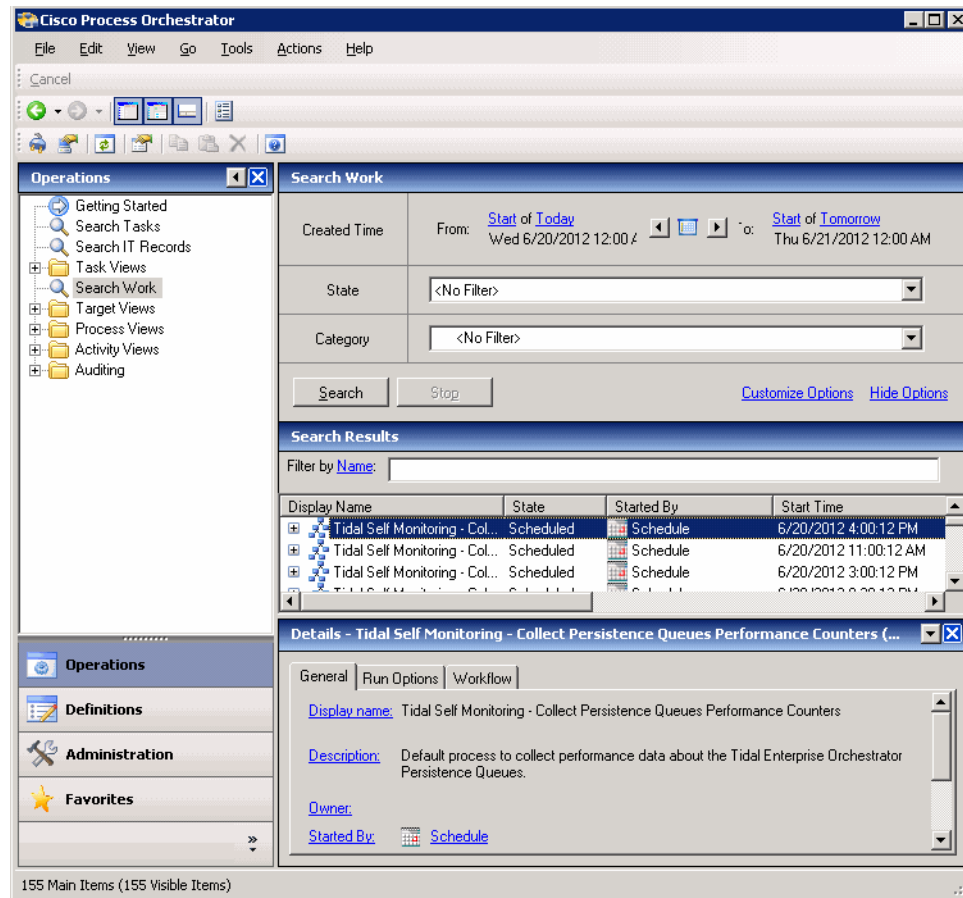 Cisco Process Orchestrator
File Edit View Go Tools Actions Help
Cancel
Operations
Getting Started
Search Tasks
Search IT Records
Task Views
Search Work
Target Views
Process Views
Activity Views
Auditing
Operations
Definitions
Administration
Favorites
Search Work
Created Time From: Start of Today To: Start of Tomorrow
Wed 6/20/2012 12:00 Thu 6/21/2012 12:00 AM
State <No Filter>
Category <No Filter>
Search Stop Customize Options Hide Options
Search Results
Filter by Name:
Display Name State Started By Start Time
Tidal Self Monitoring - Col... Scheduled Schedule 6/20/2012 4:00:12 PM
Tidal Self Monitoring - Col... Scheduled Schedule 6/20/2012 11:00:12 AM
Tidal Self Monitoring - Col... Scheduled Schedule 6/20/2012 3:00:12 PM
Details - Tidal Self Monitoring - Collect Persistence Queues Performance Counters (...
General Run Options Workflow
Display name: Tidal Self Monitoring - Collect Persistence Queues Performance Counters
Description: Default process to collect performance data about the Tidal Enterprise Orchestrator
Persistence Queues.
Owner:
Started By: Schedule
155 Main Items (155 Visible Items)